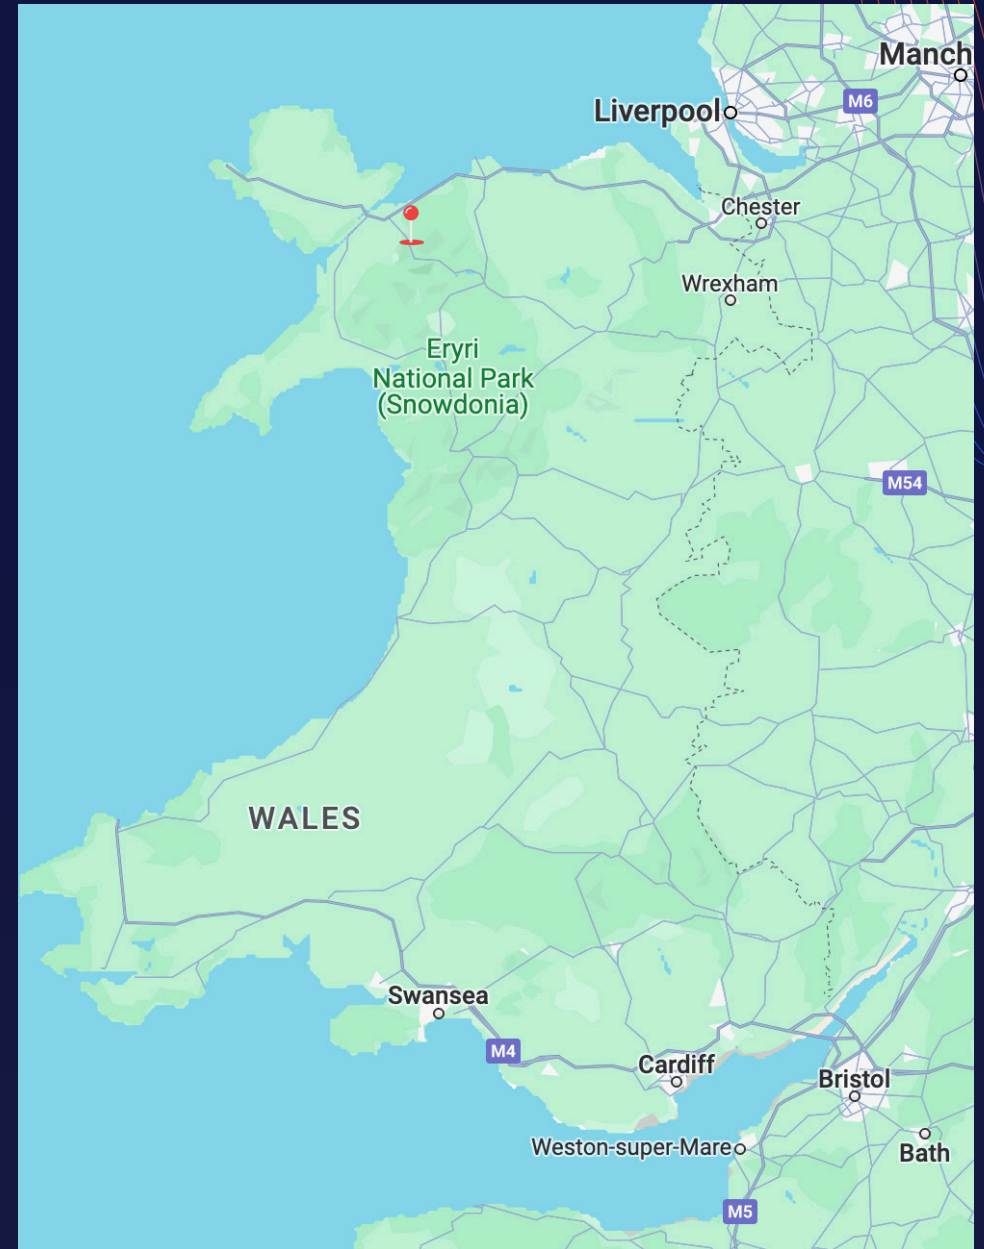 Manch
M6
Liverpool
Chester
Wrexham
Eryri
National Park
(Snowdonia)
M54
WALES
Swansea
M4
Cardiff
Bristol
Weston-super-Mare
Bath
M5